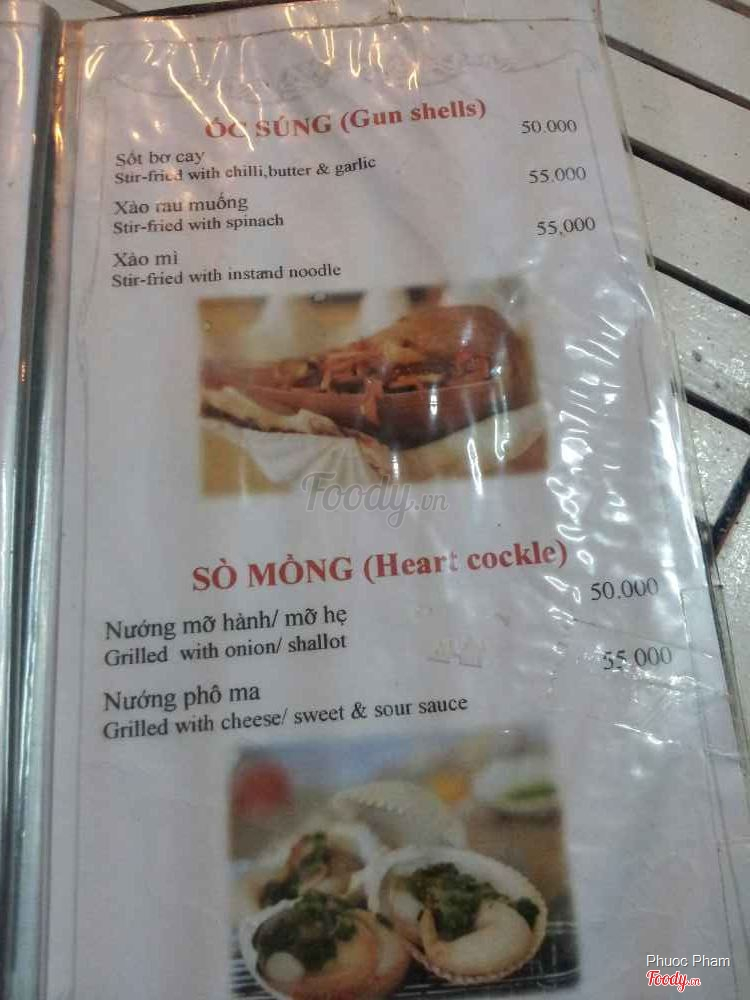 ỐC SÚNG (Gun shells)
Sốt bơ cay 50.000
Stir-fried with chilli,butter & garlic
Xào rau muống 55.000
Stir-fried with spinach
Xào mì 55,000
Stir-fried with instand noodle
Foody.vn
SÒ MỒNG (Heart cockle)
Nướng mỡ hành/ mỡ hẹ 50.000
Grilled with onion/ shallot
Nướng phô ma 55.000
Grilled with cheese/ sweet & sour sauce
Phuoc Pham
Foody.vn